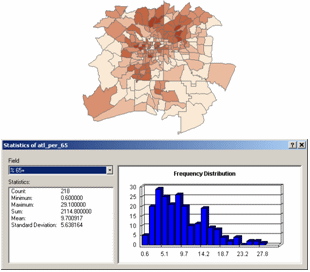 Statistics of atl_per_65
Field
% 65+
Statistics:
Count: 218
Minimum: 0.600000
Maximum: 29.100000
Sum: 2114.800000
Mean: 9.700917
Standard Deviation: 5.638164
Frequency Distribution
30
25
20
15
10
5
0
0.6 5.1 9.7 14.2 18.7 23.2 27.8